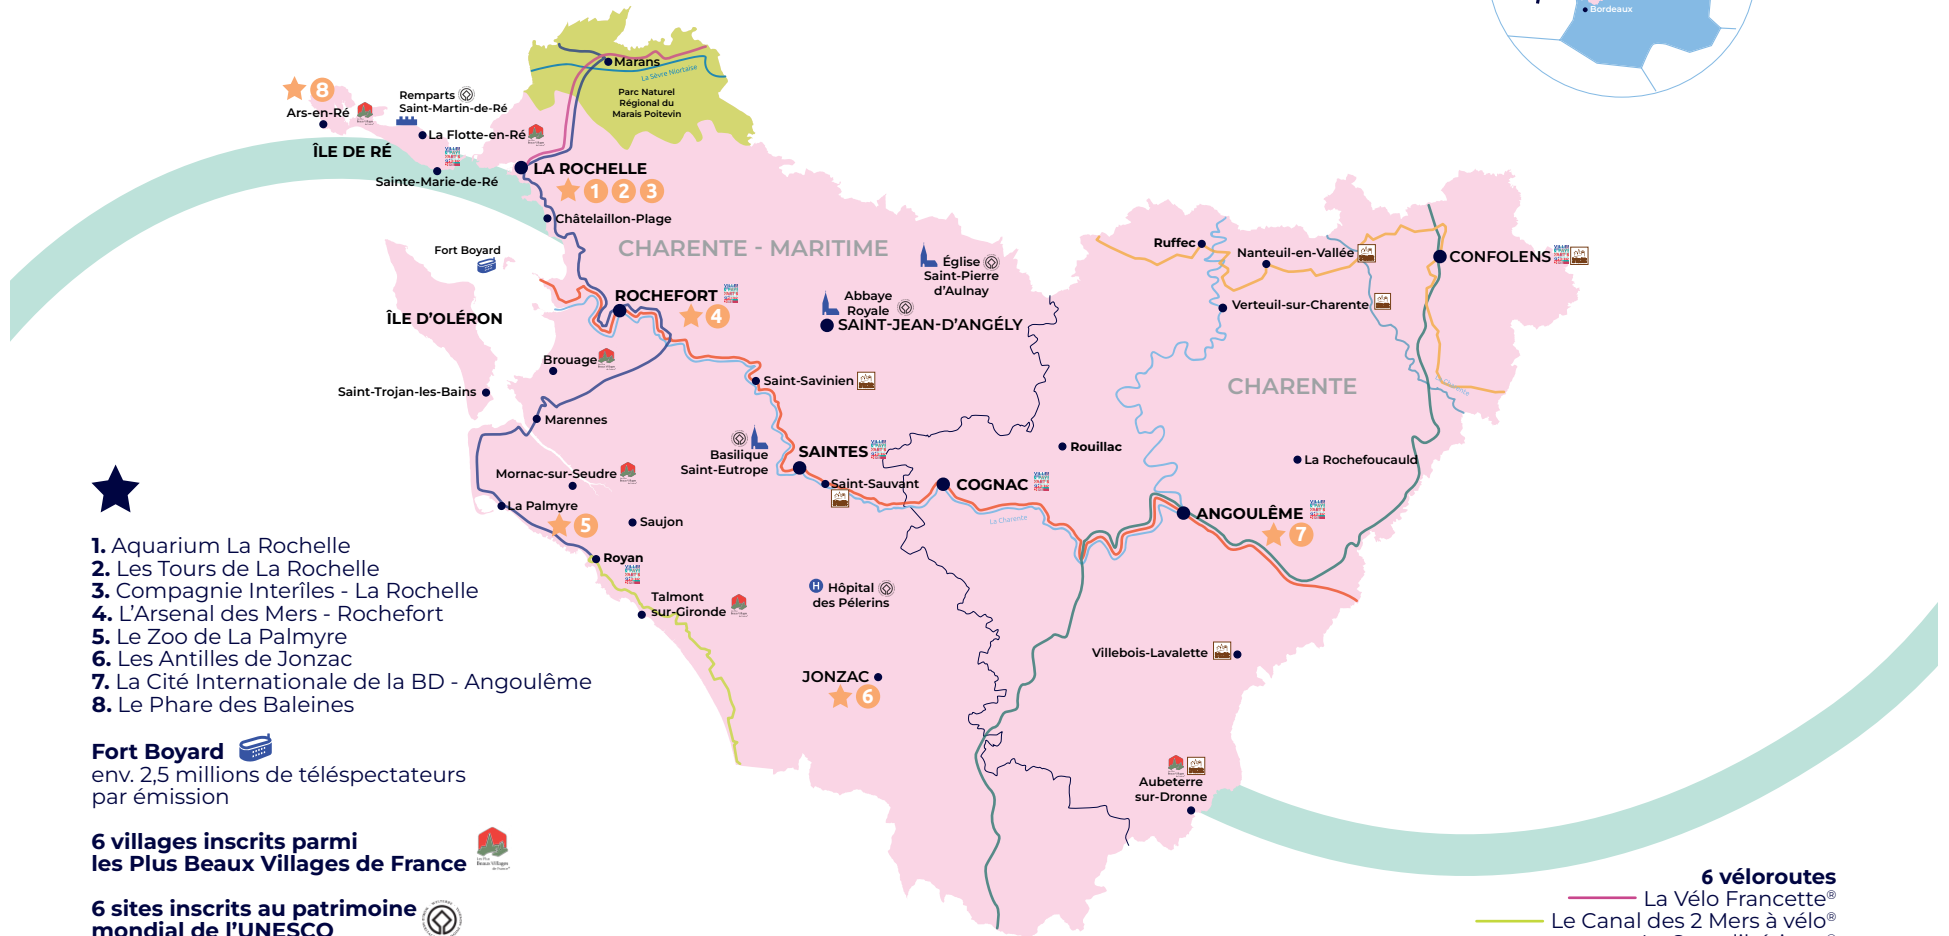 Bordeaux
Marans
La Sèvre Niortaise
Parc Naturel
Régional du
Marais Poitevin
8
Ars-en-Ré
Remparts
Saint-Martin-de-Ré
La Flotte-en-Ré
ÎLE DE RÉ
Sainte-Marie-de-Ré
LA ROCHELLE
1 2 3
Châtelaillon-Plage
CHARENTE - MARITIME
Fort Boyard
Église
Saint-Pierre
d'Aulnay
Abbaye
Royale
SAINT-JEAN-D'ANGÉLY
ROCHEFORT
4
ÎLE D'OLÉRON
Brouage
Saint-Trojan-les-Bains
Marennes
Saint-Savinien
Ruffec
Nanteuil-en-Vallée
CONFOLENS
Verteuil-sur-Charente
CHARENTE
La Charente
Basilique
Saint-Eutrope
SAINTES
Saint-Sauvant
COGNAC
La Charente
Rouillac
La Rochefoucauld
ANGOULÊME
7
Mornac-sur-Seudre
La Palmyre
5
Saujon
Royan
Talmont
sur-Gironde
H Hôpital
des Pélerins
JONZAC
6
Villebois-Lavalette
Aubeterre
sur-Dronne
1. Aquarium La Rochelle
2. Les Tours de La Rochelle
3. Compagnie Interîles - La Rochelle
4. L'Arsenal des Mers - Rochefort
5. Le Zoo de La Palmyre
6. Les Antilles de Jonzac
7. La Cité Internationale de la BD - Angoulême
8. Le Phare des Baleines
Fort Boyard
env. 2,5 millions de téléspectateurs
par émission
6 villages inscrits parmi
les Plus Beaux Villages de France
Les Plus
Beaux Villages
de France®
6 sites inscrits au patrimoine
mondial de l'UNESCO
6 véloroutes
La Vélo Francette®
Le Canal des 2 Mers à vélo®